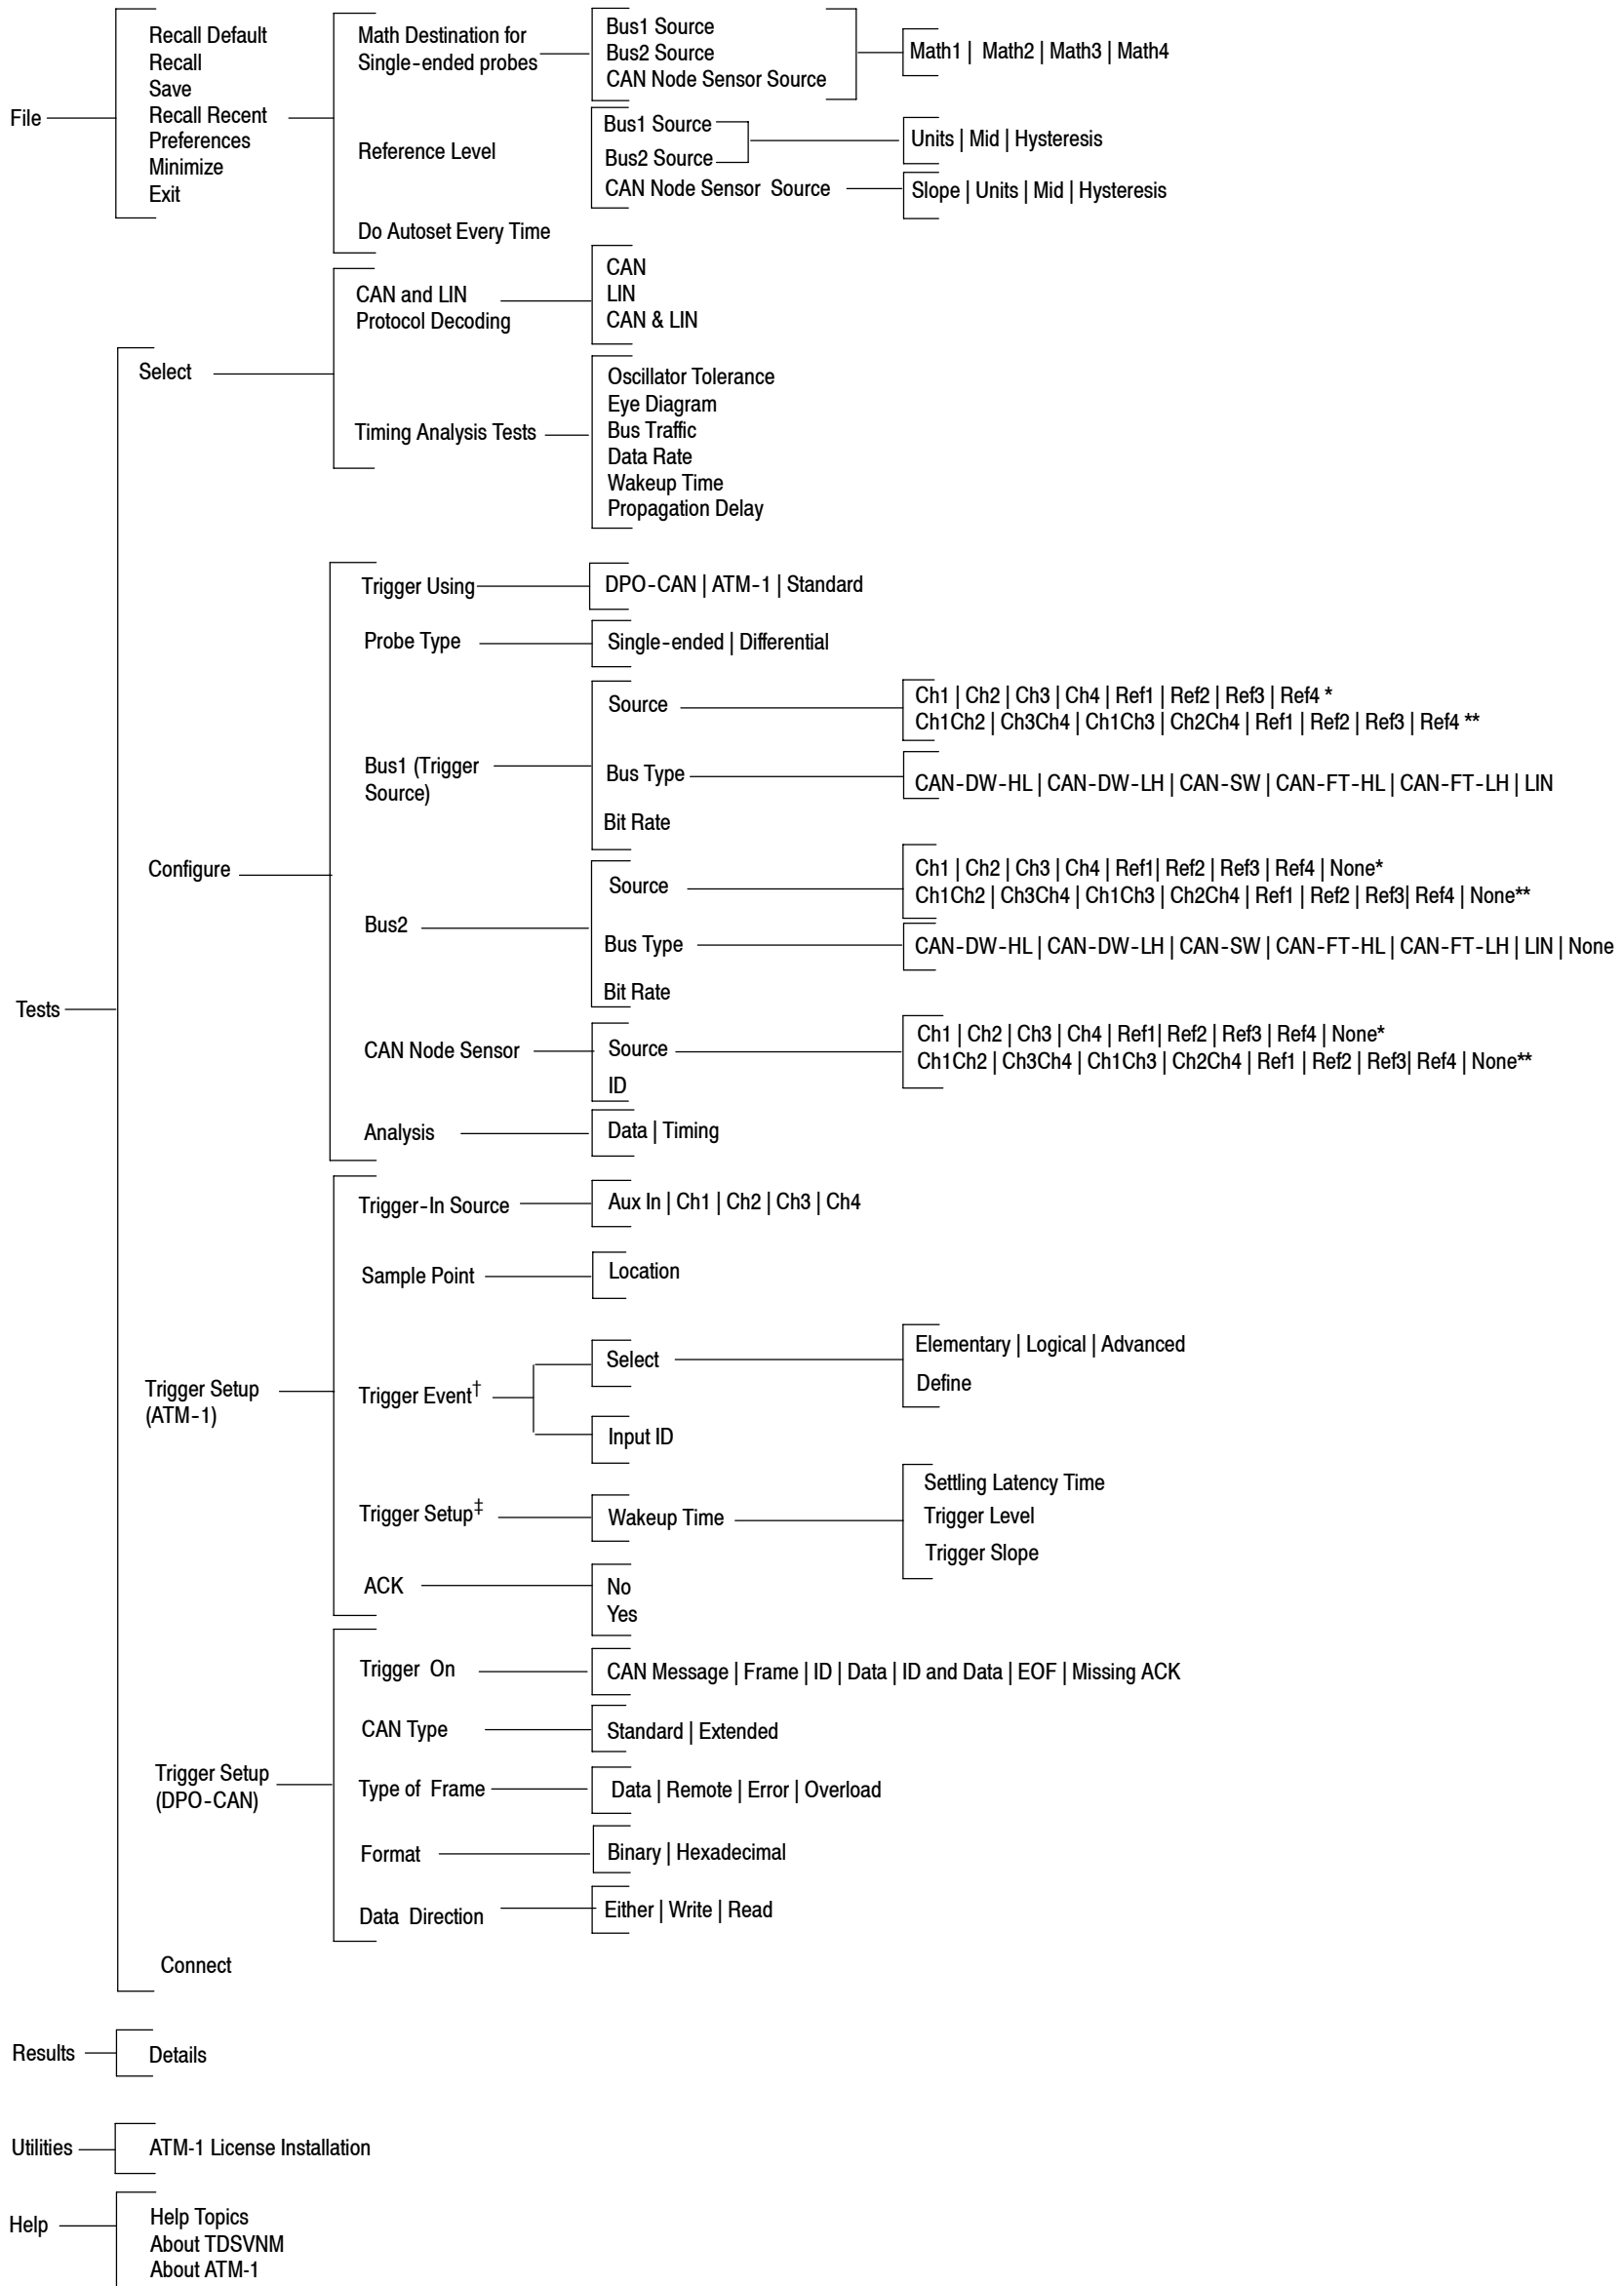 File
Recall Default
Recall
Save
Recall Recent
Preferences
Minimize
Exit
Math Destination for
Single-ended probes
Bus1 Source
Bus2 Source
CAN Node Sensor Source
Math1 | Math2 | Math3 | Math4
Reference Level
Bus1 Source
Bus2 Source
Units | Mid | Hysteresis
CAN Node Sensor Source
Slope | Units | Mid | Hysteresis
Do Autoset Every Time
Tests
Select
CAN and LIN
Protocol Decoding
CAN
LIN
CAN & LIN
Timing Analysis Tests
Oscillator Tolerance
Eye Diagram
Bus Traffic
Data Rate
Wakeup Time
Propagation Delay
Configure
Trigger Using
DPO-CAN | ATM-1 | Standard
Probe Type
Single-ended | Differential
Bus1 (Trigger
Source)
Source
Ch1 | Ch2 | Ch3 | Ch4 | Ref1 | Ref2 | Ref3 | Ref4 *
Ch1Ch2 | Ch3Ch4 | Ch1Ch3 | Ch2Ch4 | Ref1 | Ref2 | Ref3 | Ref4 **
Bus Type
CAN-DW-HL | CAN-DW-LH | CAN-SW | CAN-FT-HL | CAN-FT-LH | LIN
Bit Rate
Bus2
Source
Ch1 | Ch2 | Ch3 | Ch4 | Ref1| Ref2 | Ref3 | Ref4 | None*
Ch1Ch2 | Ch3Ch4 | Ch1Ch3 | Ch2Ch4 | Ref1 | Ref2 | Ref3| Ref4 | None**
Bus Type
CAN-DW-HL | CAN-DW-LH | CAN-SW | CAN-FT-HL | CAN-FT-LH | LIN | None
Bit Rate
CAN Node Sensor
Source
Ch1 | Ch2 | Ch3 | Ch4 | Ref1| Ref2 | Ref3 | Ref4 | None*
Ch1Ch2 | Ch3Ch4 | Ch1Ch3 | Ch2Ch4 | Ref1 | Ref2 | Ref3| Ref4 | None**
ID
Analysis
Data | Timing
Trigger Setup
(ATM-1)
Trigger-In Source
Aux In | Ch1 | Ch2 | Ch3 | Ch4
Sample Point
Location
Trigger Event†
Select
Elementary | Logical | Advanced
Define
Input ID
Trigger Setup‡
Wakeup Time
Settling Latency Time
Trigger Level
Trigger Slope
ACK
No
Yes
Trigger Setup
(DPO-CAN)
Trigger On
CAN Message | Frame | ID | Data | ID and Data | EOF | Missing ACK
CAN Type
Standard | Extended
Type of Frame
Data | Remote | Error | Overload
Format
Binary | Hexadecimal
Data Direction
Either | Write | Read
Connect
Results
Details
Utilities
ATM-1 License Installation
Help
Help Topics
About TDSVNM
About ATM-1